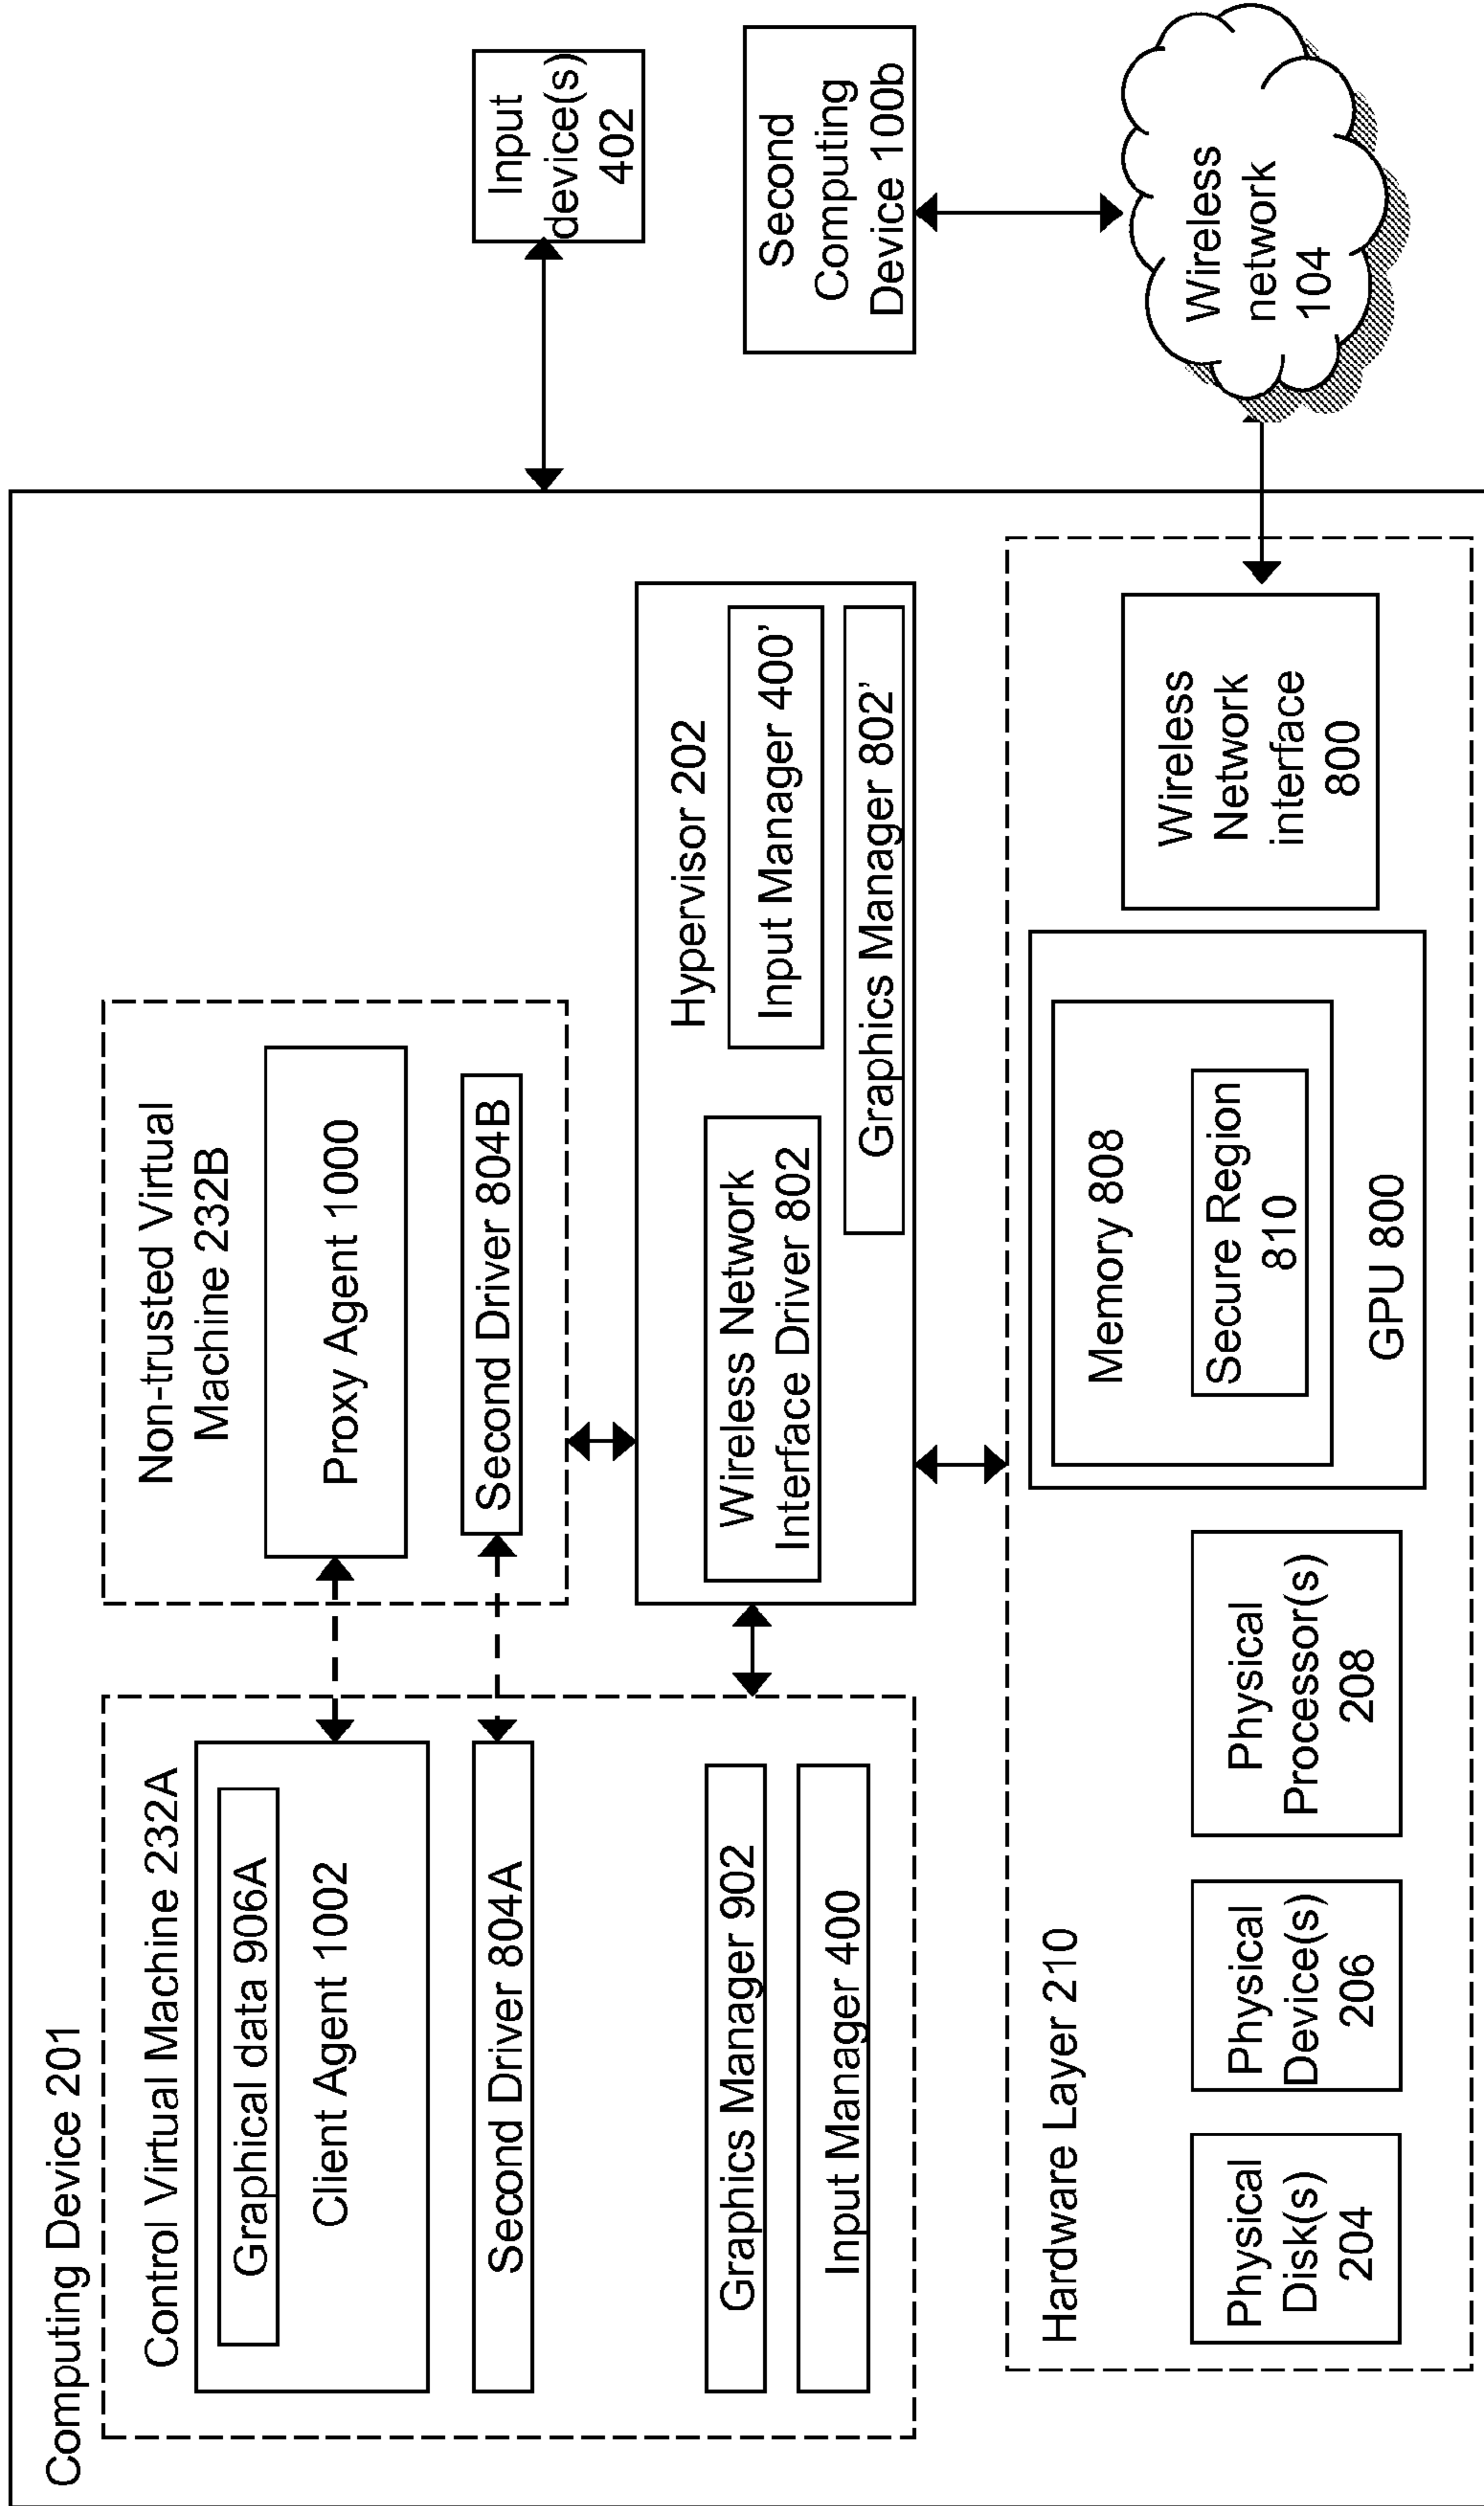 Computing Device 201
Control Virtual Machine 232A
Graphical data 906A
Client Agent 1002
Second Driver 804A
Graphics Manager 902
Input Manager 400
Non-trusted Virtual
Machine 232B
Proxy Agent 1000
Second Driver 804B
Hypervisor 202
Wireless Network
Interface Driver 802
Input Manager 400’
Graphics Manager 802’
Hardware Layer 210
Physical
Disk(s)
204
Physical
Device(s)
206
Physical
Processor(s)
208
Memory 808
Secure Region
810
GPU 800
Wireless
Network
interface
800
Input
device(s)
402
Second
Computing
Device 100b
Wireless
network
104